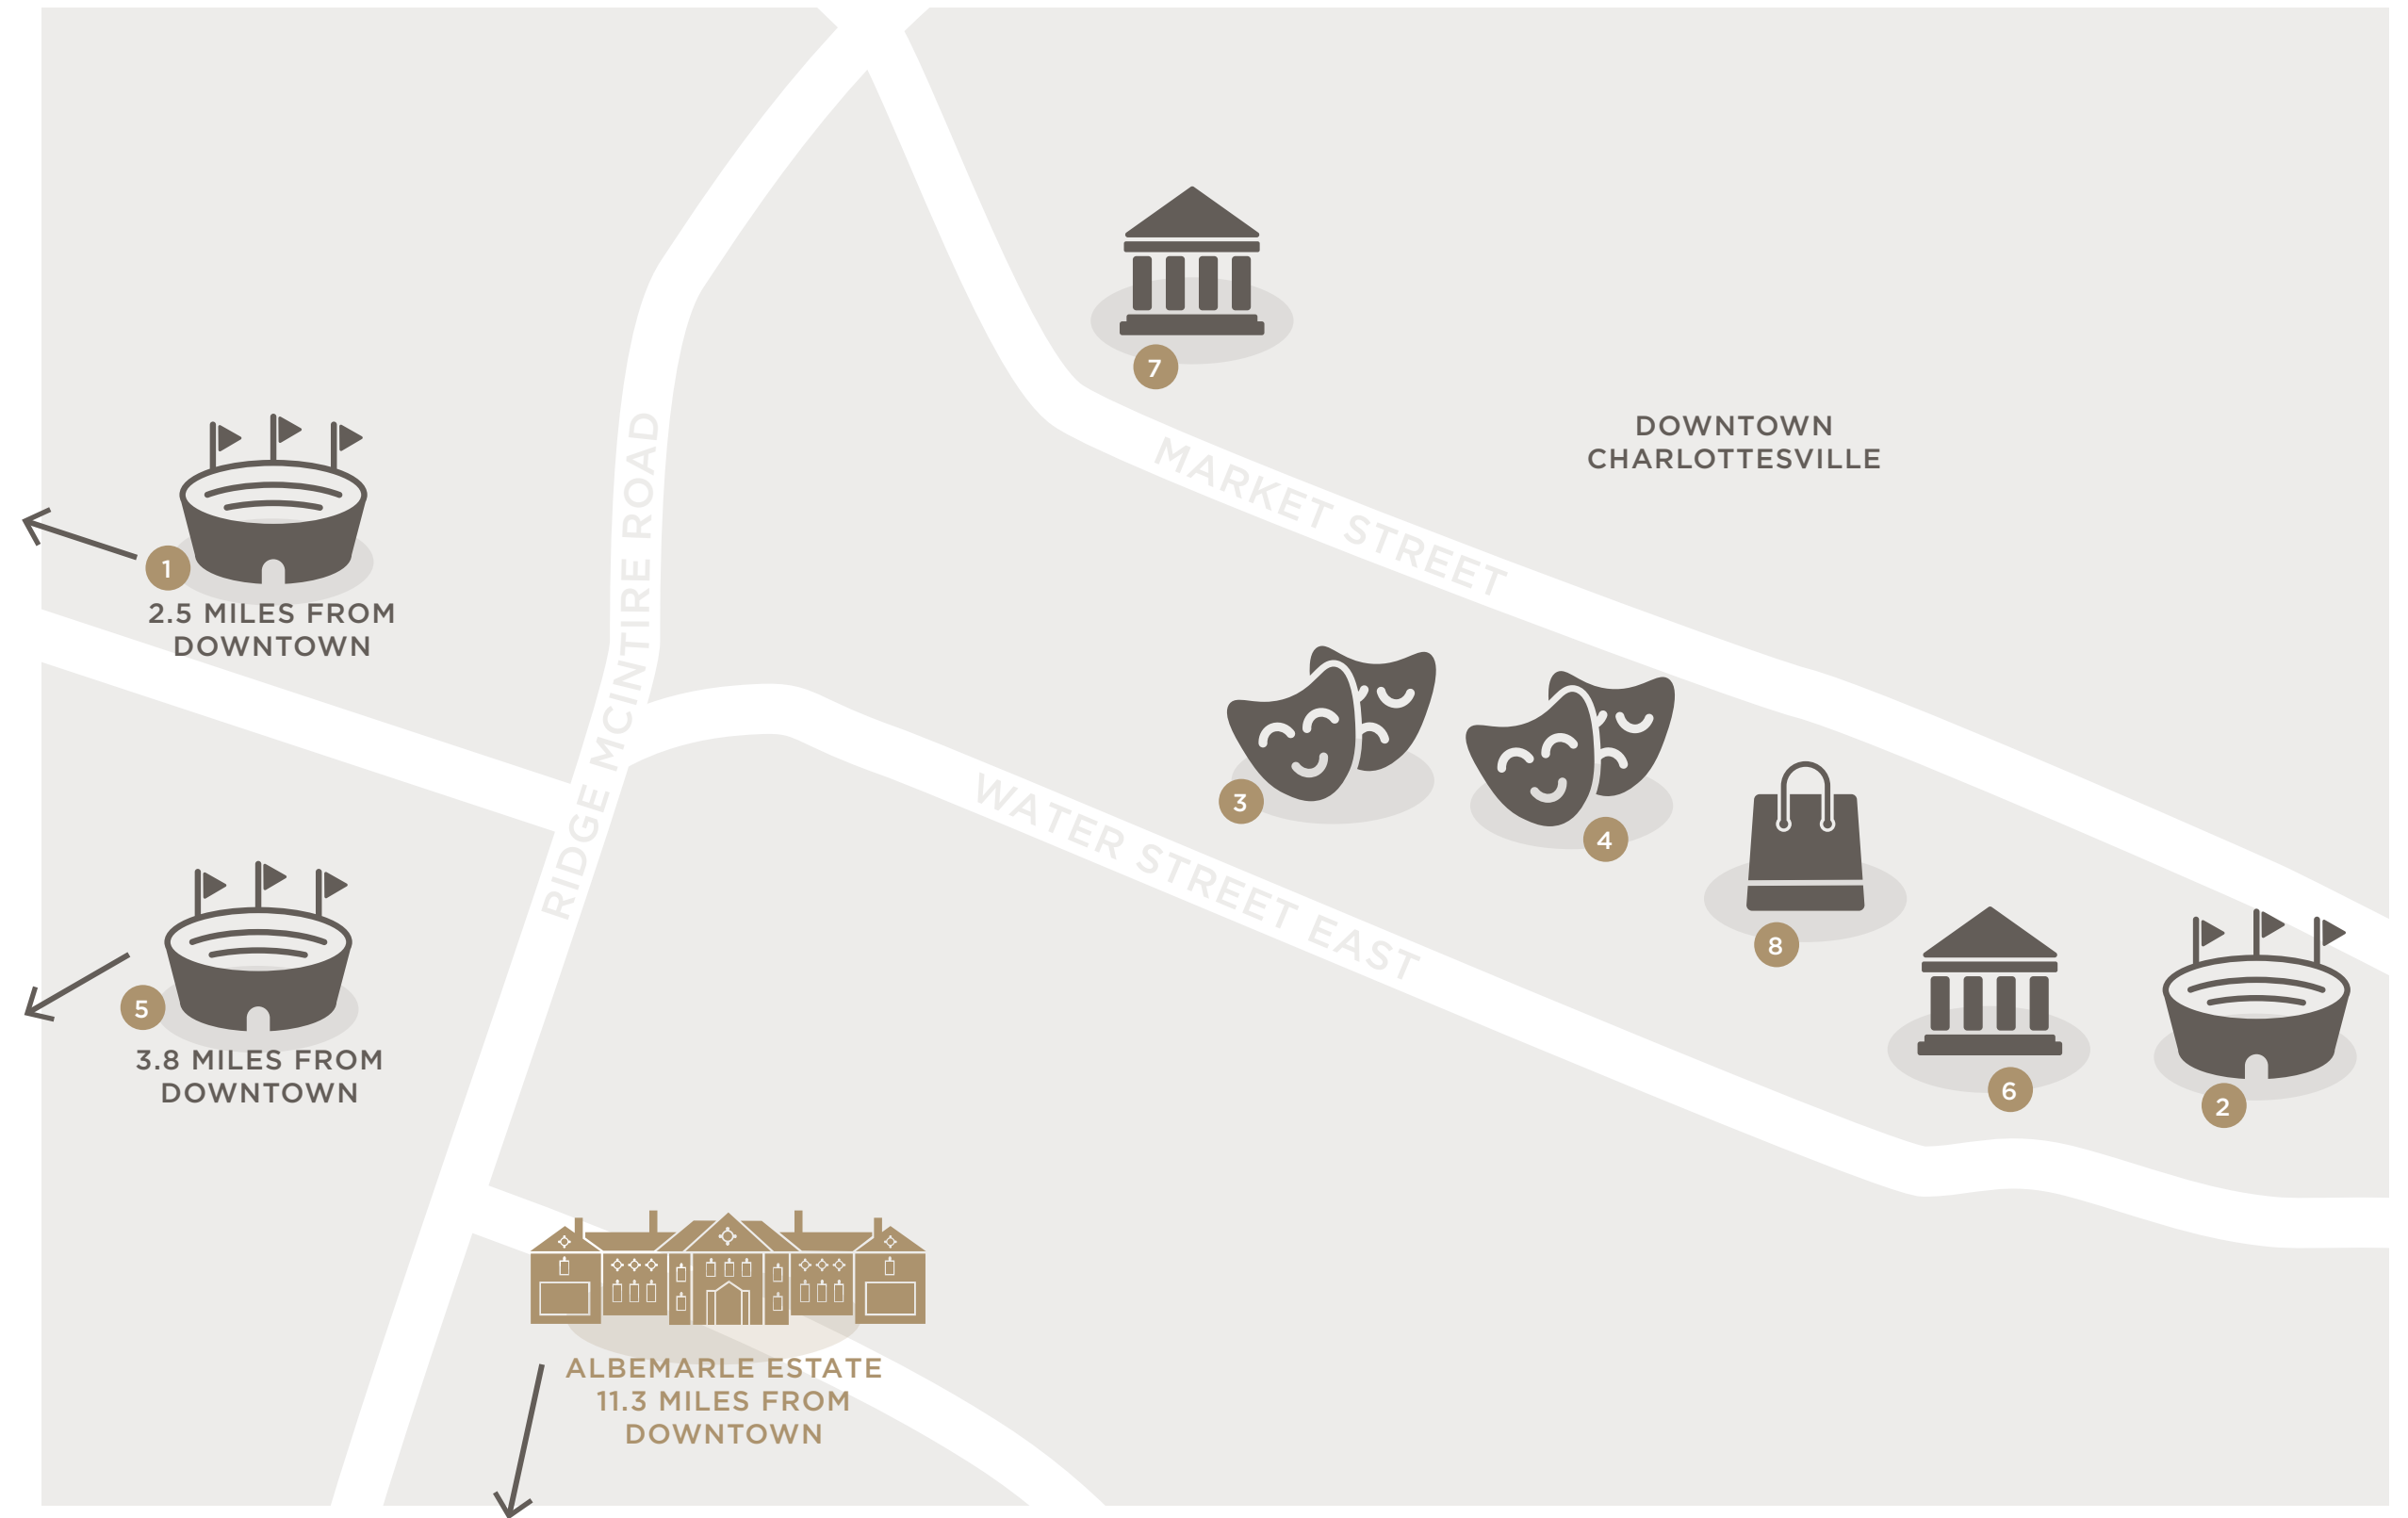 7
DOWNTOWN
CHARLOTTESVILLE
MARKET STREET
RIDGE MCINTIRE ROAD
1
2.5 MILES FROM
DOWNTOWN
WATER STREET EAST
3
4
8
5
3.8 MILES FROM
DOWNTOWN
6
2
ALBEMARLE ESTATE
11.3 MILES FROM
DOWNTOWN